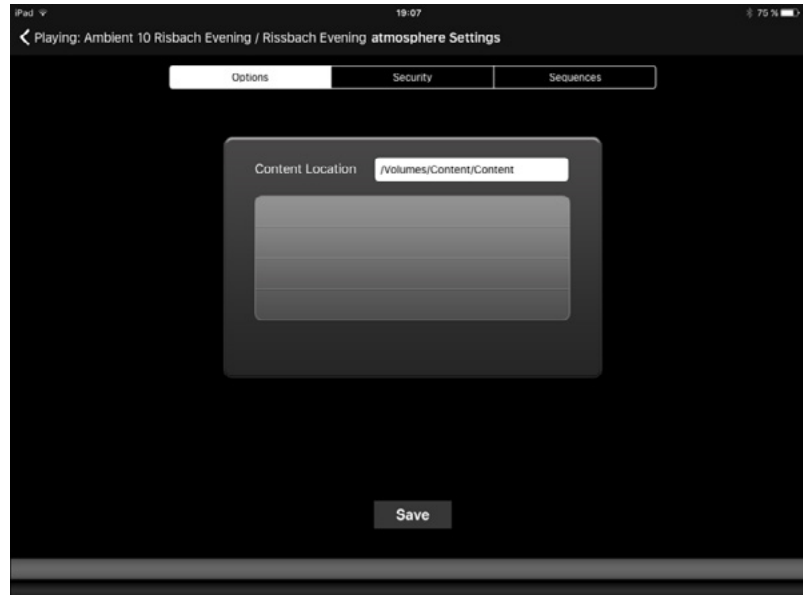 iPad 19:07 75 %
Playing: Ambient 10 Risbach Evening / Rissbach Evening atmosphere Settings
Options Security Sequences
Content Location /Volumes/Content/Content
Save